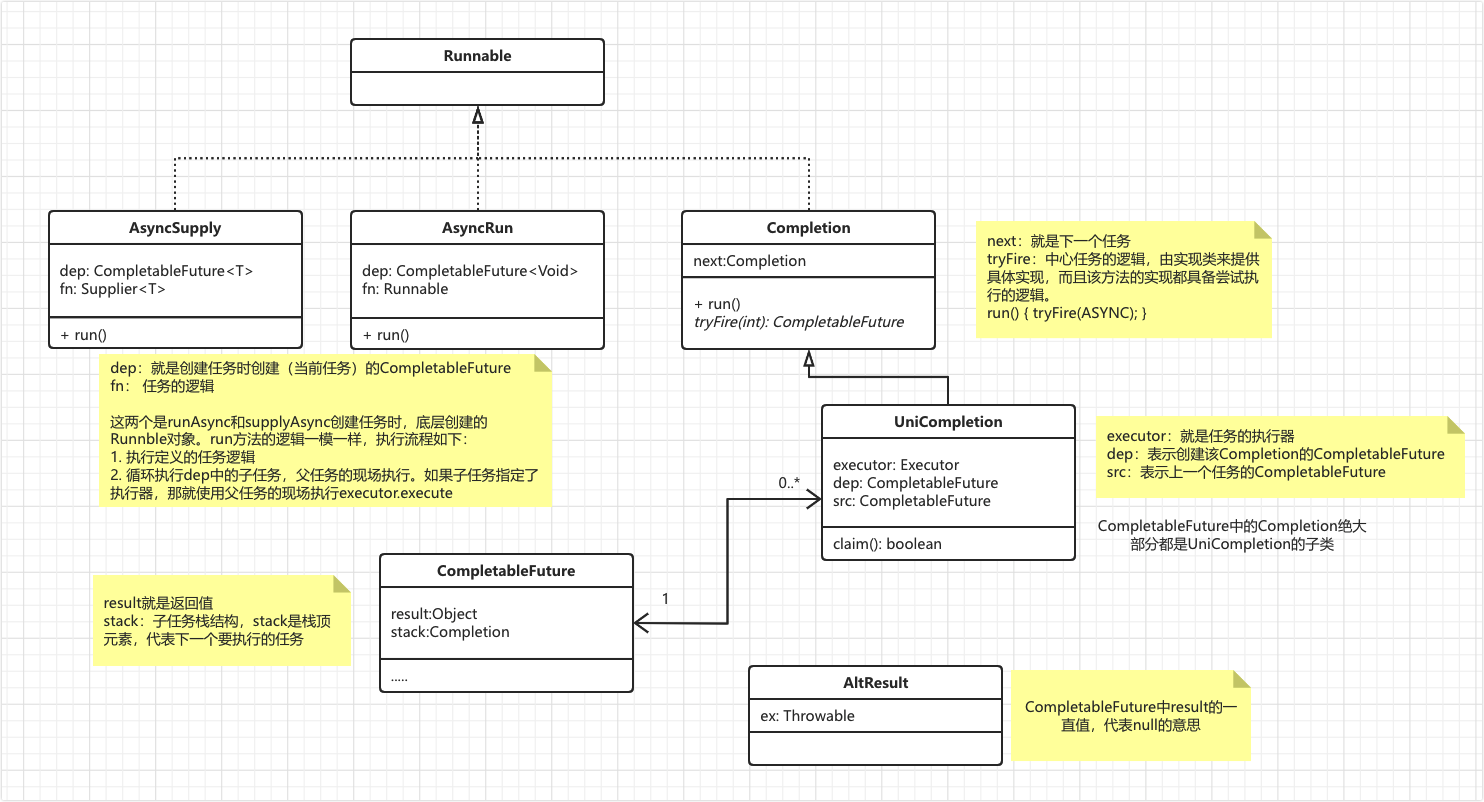 Runnable
AsyncSupply
dep: CompletableFuture<T>
fn: Supplier<T>
+ run()
AsyncRun
dep: CompletableFuture<Void>
fn: Runnable
+ run()
Completion
next:Completion
+ run()
tryFire(int): CompletableFuture
next：就是下一个任务
tryFire：中心任务的逻辑，由实现类来提供
具体实现，而且该方法的实现都具备尝试执
行的逻辑。
run() { tryFire(ASYNC); }
dep：就是创建任务时创建（当前任务）的CompletableFuture
fn： 任务的逻辑
这两个是runAsync和supplyAsync创建任务时，底层创建的
Runnble对象。run方法的逻辑一模一样，执行流程如下：
1. 执行定义的任务逻辑
2. 循环执行dep中的子任务，父任务的现场执行。如果子任务指定了
执行器，那就使用父任务的现场执行executor.execute
UniCompletion
executor: Executor
dep: CompletableFuture
src: CompletableFuture
claim(): boolean
executor：就是任务的执行器
dep：表示创建该Completion的CompletableFuture
src：表示上一个任务的CompletableFuture
CompletableFuture中的Completion绝大
部分都是UniCompletion的子类
0..*
1
CompletableFuture
result:Object
stack:Completion
.....
result就是返回值
stack：子任务栈结构，stack是栈顶
元素，代表下一个要执行的任务
AltResult
ex: Throwable
CompletableFuture中result的一
直值，代表null的意思